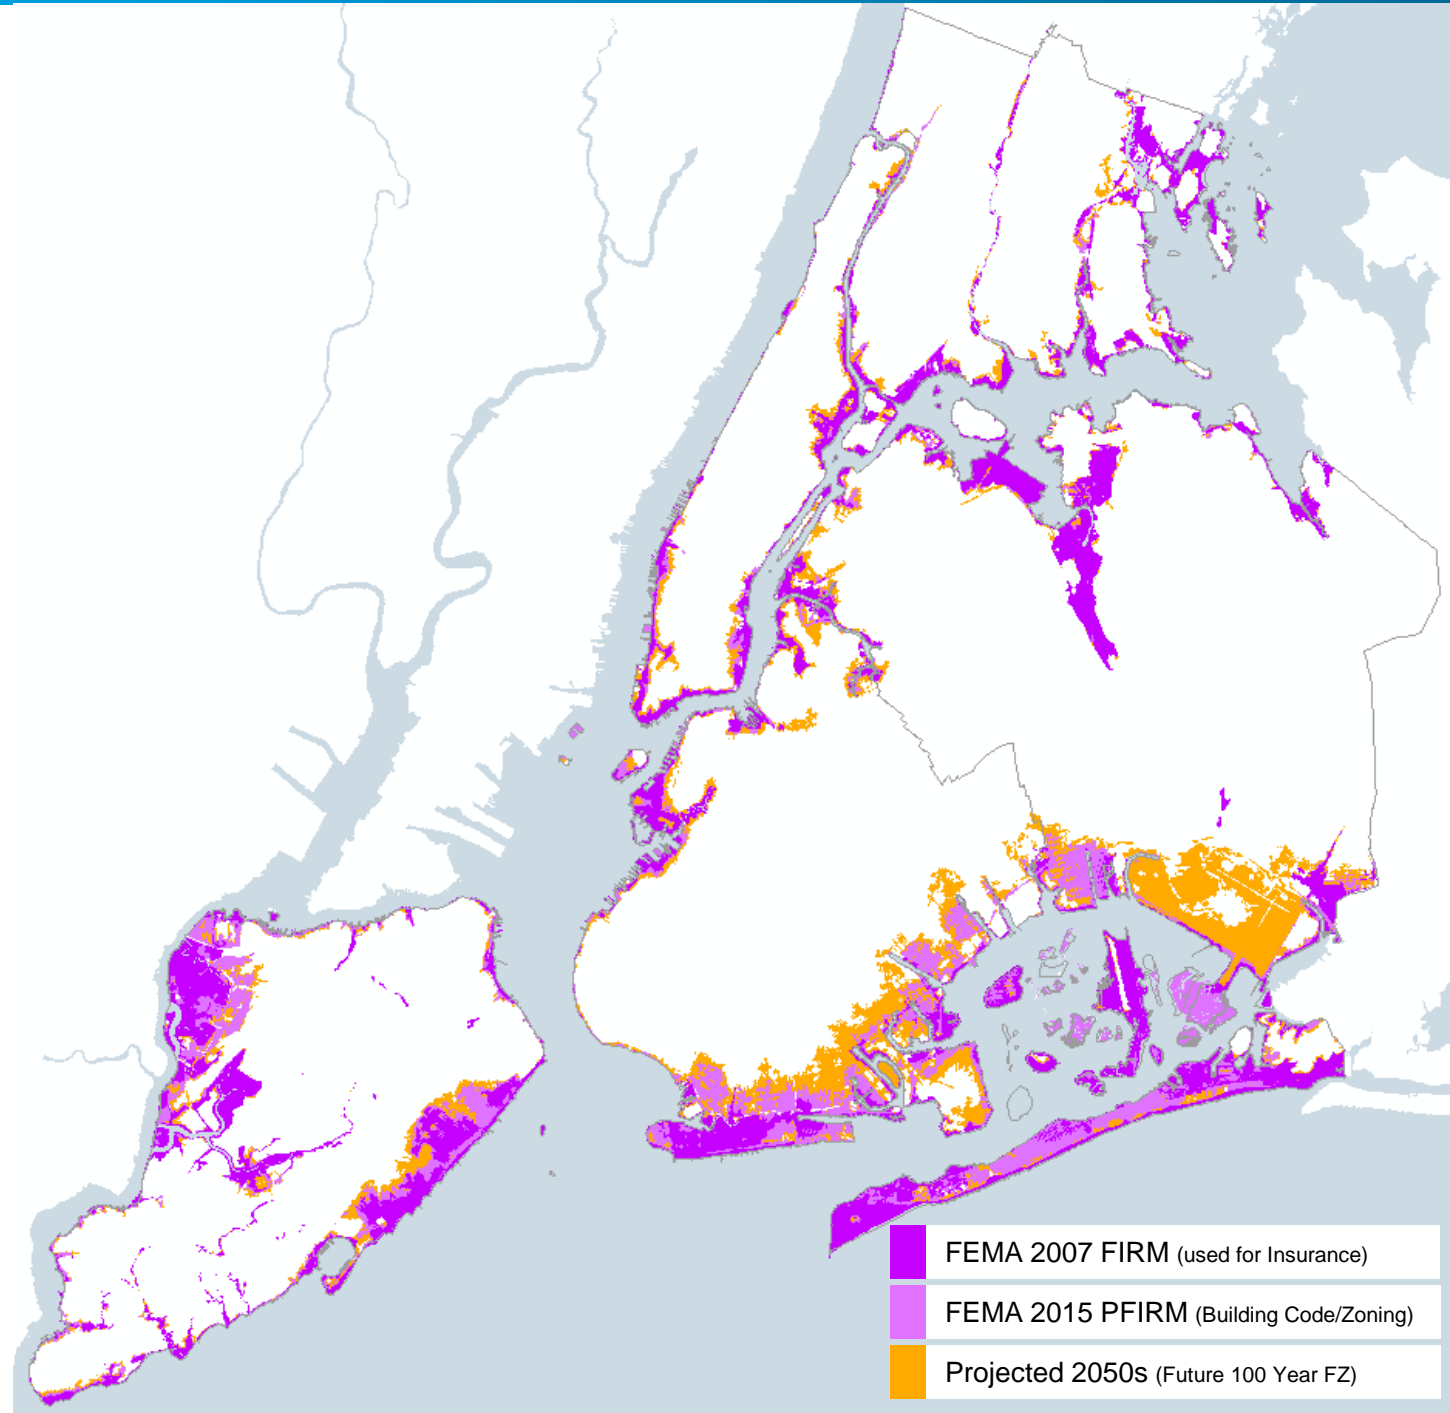 FEMA 2007 FIRM (used for Insurance)
FEMA 2015 PFIRM (Building Code/Zoning)
Projected 2050s (Future 100 Year FZ)